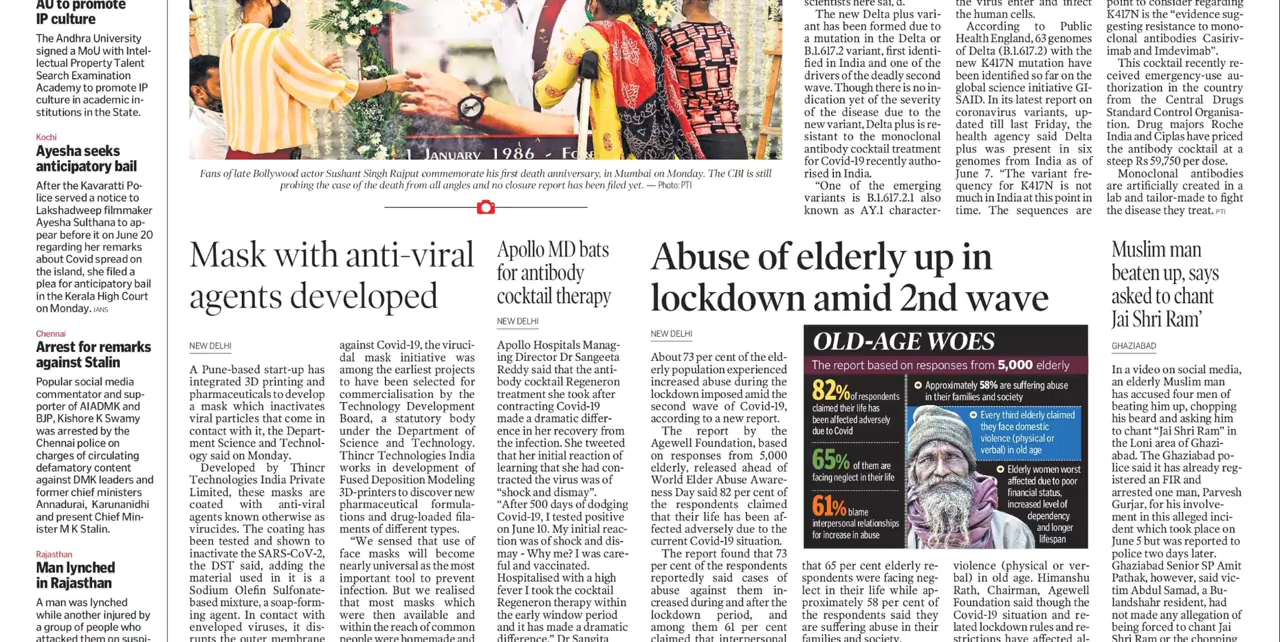 AU to promote
IP culture
The Andhra University
signed a MoU with Intel-
lectual Property Talent
Search Examination
Academy to promote IP
culture in academic in-
stitutions in the State.
Kochi
Ayesha seeks
anticipatory bail
After the Kavaratti Po-
lice served a notice to
Lakshadweep filmmaker
Ayesha Sulthana to ap-
pear before it on June 20
regarding her remarks
about Covid spread on
the island, she filed a
plea for anticipatory bail
in the Kerala High Court
on Monday. IANS
Chennai
Arrest for remarks
against Stalin
Popular social media
commentator and sup-
porter of AIADMK and
BJP, Kishore K Swamy
was arrested by the
Chennai police on
charges of circulating
defamatory content
against DMK leaders and
former chief ministers
Annadurai, Karunanidhi
and present Chief Min-
ister M K Stalin.
Rajasthan
Man lynched
in Rajasthan
A man was lynched
while another injured by
a group of people who
attacked them on suspi-
1 JANUARY 1986 -
Fans of late Bollywood actor Sushant Singh Rajput commemorate his first death anniversary, in Mumbai on Monday. The CBI is still
probing the case of the death from all angles and no closure report has been filed yet. — Photo: PTI
scientists here sai, d.
The new Delta plus vari-
ant has been formed due to
a mutation in the Delta or
B.1.617.2 variant, first identi-
fied in India and one of the
drivers of the deadly second
wave. Though there is no in-
dication yet of the severity
of the disease due to the
new variant, Delta plus is re-
sistant to the monoclonal
antibody cocktail treatment
for Covid-19 recently autho-
rised in India.
"One of the emerging
variants is B.1.617.2.1 also
known as AY.1 character-
the virus enter and infect
the human cells.
According to Public
Health England, 63 genomes
of Delta (B.1.617.2) with the
new K417N mutation have
been identified so far on the
global science initiative GI-
SAID. In its latest report on
coronavirus variants, up-
dated till last Friday, the
health agency said Delta
plus was present in six
genomes from India as of
June 7. "The variant fre-
quency for K417N is not
much in India at this point in
time. The sequences are
point to consider regarding
K417N is the "evidence sug-
gesting resistance to mono-
clonal antibodies Casiriv-
imab and Imdevimab".
This cocktail recently re-
ceived emergency-use au-
thorization in the country
from the Central Drugs
Standard Control Organisa-
tion. Drug majors Roche
India and Ciplas have priced
the antibody cocktail at a
steep Rs 59,750 per dose.
Monoclonal antibodies
are artificially created in a
lab and tailor-made to fight
the disease they treat. PTI
Mask with anti-viral
agents developed
NEW DELHI
A Pune-based start-up has
integrated 3D printing and
pharmaceuticals to develop
a mask which inactivates
viral particles that come in
contact with it, the Depart-
ment Science and Technol-
ogy said on Monday.
Developed by Thincr
Technologies India Private
Limited, these masks are
coated with anti-viral
agents known otherwise as
virucides. The coating has
been tested and shown to
inactivate the SARS-CoV-2,
the DST said, adding the
material used in it is a
Sodium Olefin Sulfonate-
based mixture, a soap-form-
ing agent. In contact with
enveloped viruses, it dis-
rupts the outer membrane
against Covid-19, the viruci-
dal mask initiative was
among the earliest projects
to have been selected for
commercialisation by the
Technology Development
Board, a statutory body
under the Department of
Science and Technology.
Thincr Technologies India
works in development of
Fused Deposition Modeling
3D-printers to discover new
pharmaceutical formula-
tions and drug-loaded fila-
ments of different types.
"We sensed that use of
face masks will become
nearly universal as the most
important tool to prevent
infection. But we realised
that most masks which
were then available and
within the reach of common
people were homemade and
Apollo MD bats
for antibody
cocktail therapy
NEW DELHI
Apollo Hospitals Manag-
ing Director Dr Sangeeta
Reddy said that the anti-
body cocktail Regeneron
treatment she took after
contracting Covid-19
made a dramatic differ-
ence in her recovery from
the infection. She tweeted
that her initial reaction of
learning that she had con-
tracted the virus was of
"shock and dismay".
"After 500 days of dodging
Covid-19, I tested positive
on June 10. My initial reac-
tion was of shock and dis-
may - Why me? I was care-
ful and vaccinated.
Hospitalised with a high
fever I took the cocktail
Regeneron therapy within
the early window period
and it has made a dramatic
difference," Dr Sangita
Abuse of elderly up in
lockdown amid 2nd wave
NEW DELHI
About 73 per cent of the eld-
erly population experienced
increased abuse during the
lockdown imposed amid the
second wave of Covid-19,
according to a new report.
The report by the
Agewell Foundation, based
on responses from 5,000
elderly, released ahead of
World Elder Abuse Aware-
ness Day said 82 per cent of
the respondents claimed
that their life has been af-
fected adversely due to the
current Covid-19 situation.
The report found that 73
per cent of the respondents
reportedly said cases of
abuse against them in-
creased during and after the
lockdown period, and
among them 61 per cent
claimed that interpersonal
OLD-AGE WOES
The report based on responses from 5,000 elderly
82% of respondents
claimed their life has
been affected adversely
due to Covid
65% of them are
facing neglect in their life
61% blame
interpersonal relationships
for increase in abuse
Approximately 58% are suffering abuse
in their families and society
Every third elderly claimed
they face domestic
violence (physical or
verbal) in old age
Elderly women worst
affected due to poor
financial status,
increased level of
dependency
and longer
lifespan
that 65 per cent elderly re-
spondents were facing neg-
lect in their life while ap-
proximately 58 per cent of
the respondents said they
are suffering abuse in their
families and society.
violence (physical or ver-
bal) in old age. Himanshu
Rath, Chairman, Agewell
Foundation said though the
Covid-19 situation and re-
lated lockdown rules and re-
strictions have affected al-
Muslim man
beaten up, says
asked to chant
Jai Shri Ram'
GHAZIABAD
In a video on social media,
an elderly Muslim man
has accused four men of
beating him up, chopping
his beard and asking him
to chant "Jai Shri Ram" in
the Loni area of Ghazi-
abad. The Ghaziabad po-
lice said it has already reg-
istered an FIR and
arrested one man, Parvesh
Gurjar, for his involve-
ment in this alleged inci-
dent which took place on
June 5 but was reported to
police two days later.
Ghaziabad Senior SP Amit
Pathak, however, said vic-
tim Abdul Samad, a Bu-
landshahr resident, had
not made any allegation of
being forced to chant Jai
Shri Ram or the chopping